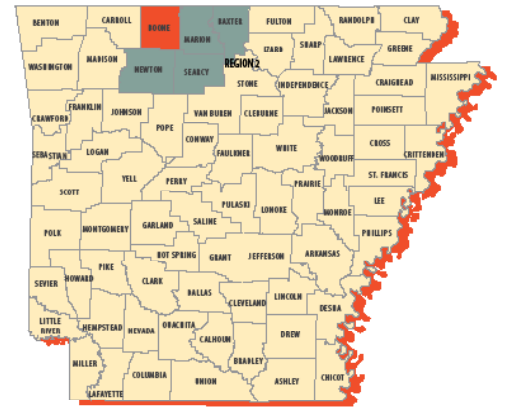 BENTON
CARROLL
BOONE
MARION
BAXTER
FULTON
RANDOLPH
CLAY
WASHINGTON
MADISON
NEWTON
SEARCY
REGION 2
IZARD
SHARP
LAWRENCE
GREENE
STONE
INDEPENDENCE
CRAIGHEAD
MISSISSIPPI
CRAWFORD
FRANKLIN
JOHNSON
POPE
VAN BUREN
CLEBURNE
JACKSON
POINSETT
SEBASTIAN
LOGAN
CONWAY
FAULKNER
WHITE
WOODRUFF
CROSS
CRITTENDEN
SCOTT
YELL
PERRY
PRAIRIE
ST. FRANCIS
POLK
MONTGOMERY
GARLAND
SALINE
PULASKI
LONOKE
MONROE
LEE
PHILLIPS
HOT SPRING
GRANT
JEFFERSON
ARKANSAS
SEVIER
HOWARD
PIKE
CLARK
DALLAS
CLEVELAND
LINCOLN
DESHA
LITTLE
RIVER
HEMPSTEAD
NEVADA
OUACHITA
CALHOUN
BRADLEY
DREW
MILLER
LAFAYETTE
COLUMBIA
UNION
ASHLEY
CHICOT